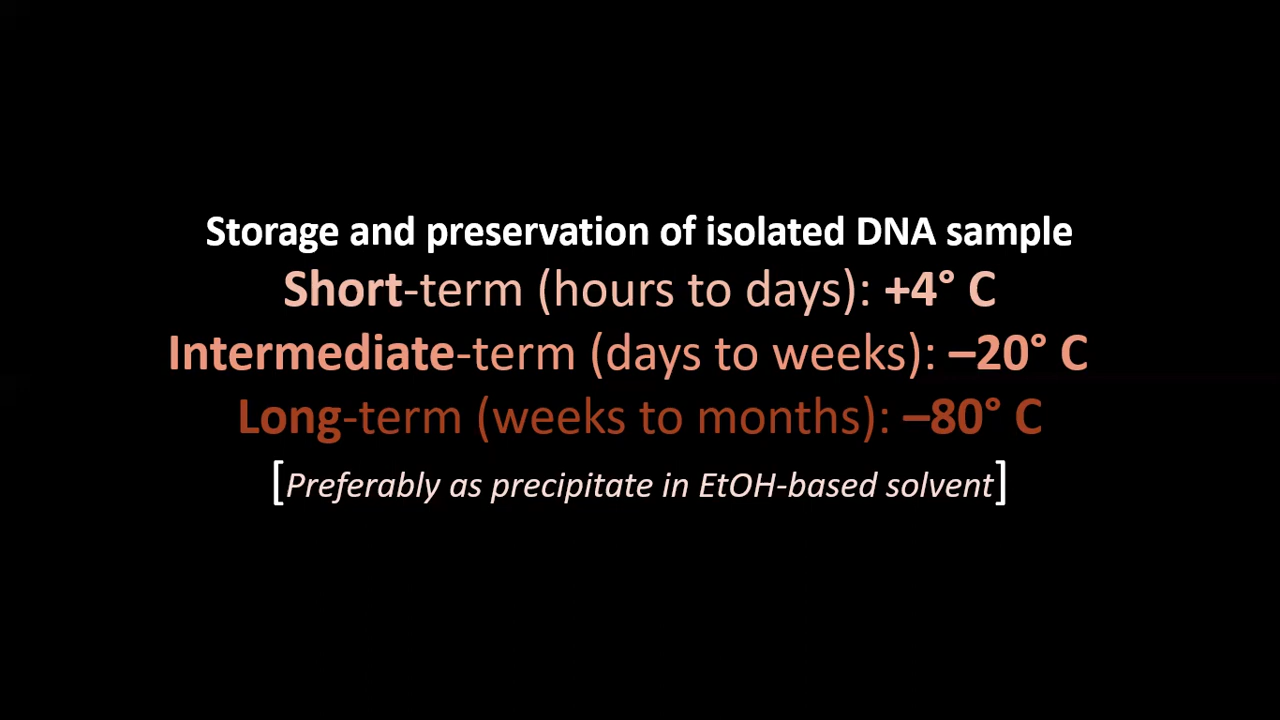 Storage and preservation of isolated DNA sample
Short-term (hours to days): +4° C
Intermediate-term (days to weeks): –20° C
Long-term (weeks to months): –80° C
[Preferably as precipitate in EtOH-based solvent]